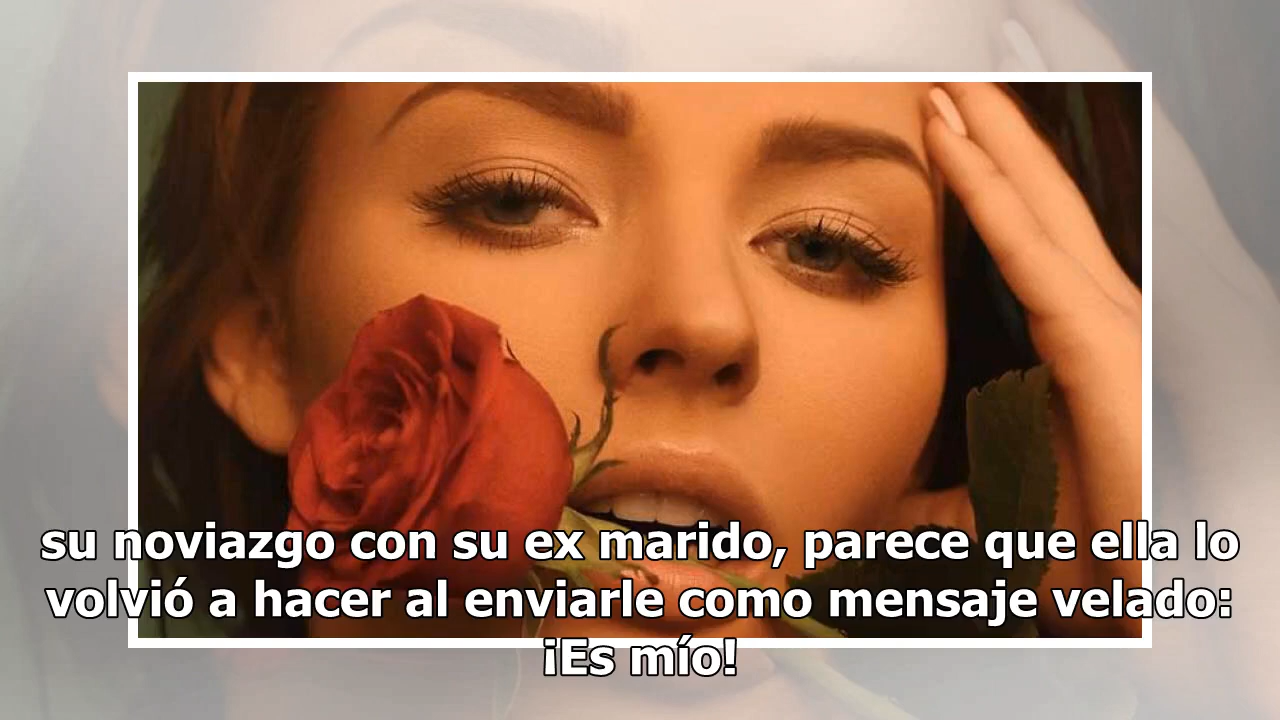 su noviazgo con su ex marido, parece que ella lo
volvió a hacer al enviarle como mensaje velado:
¡Es mío!